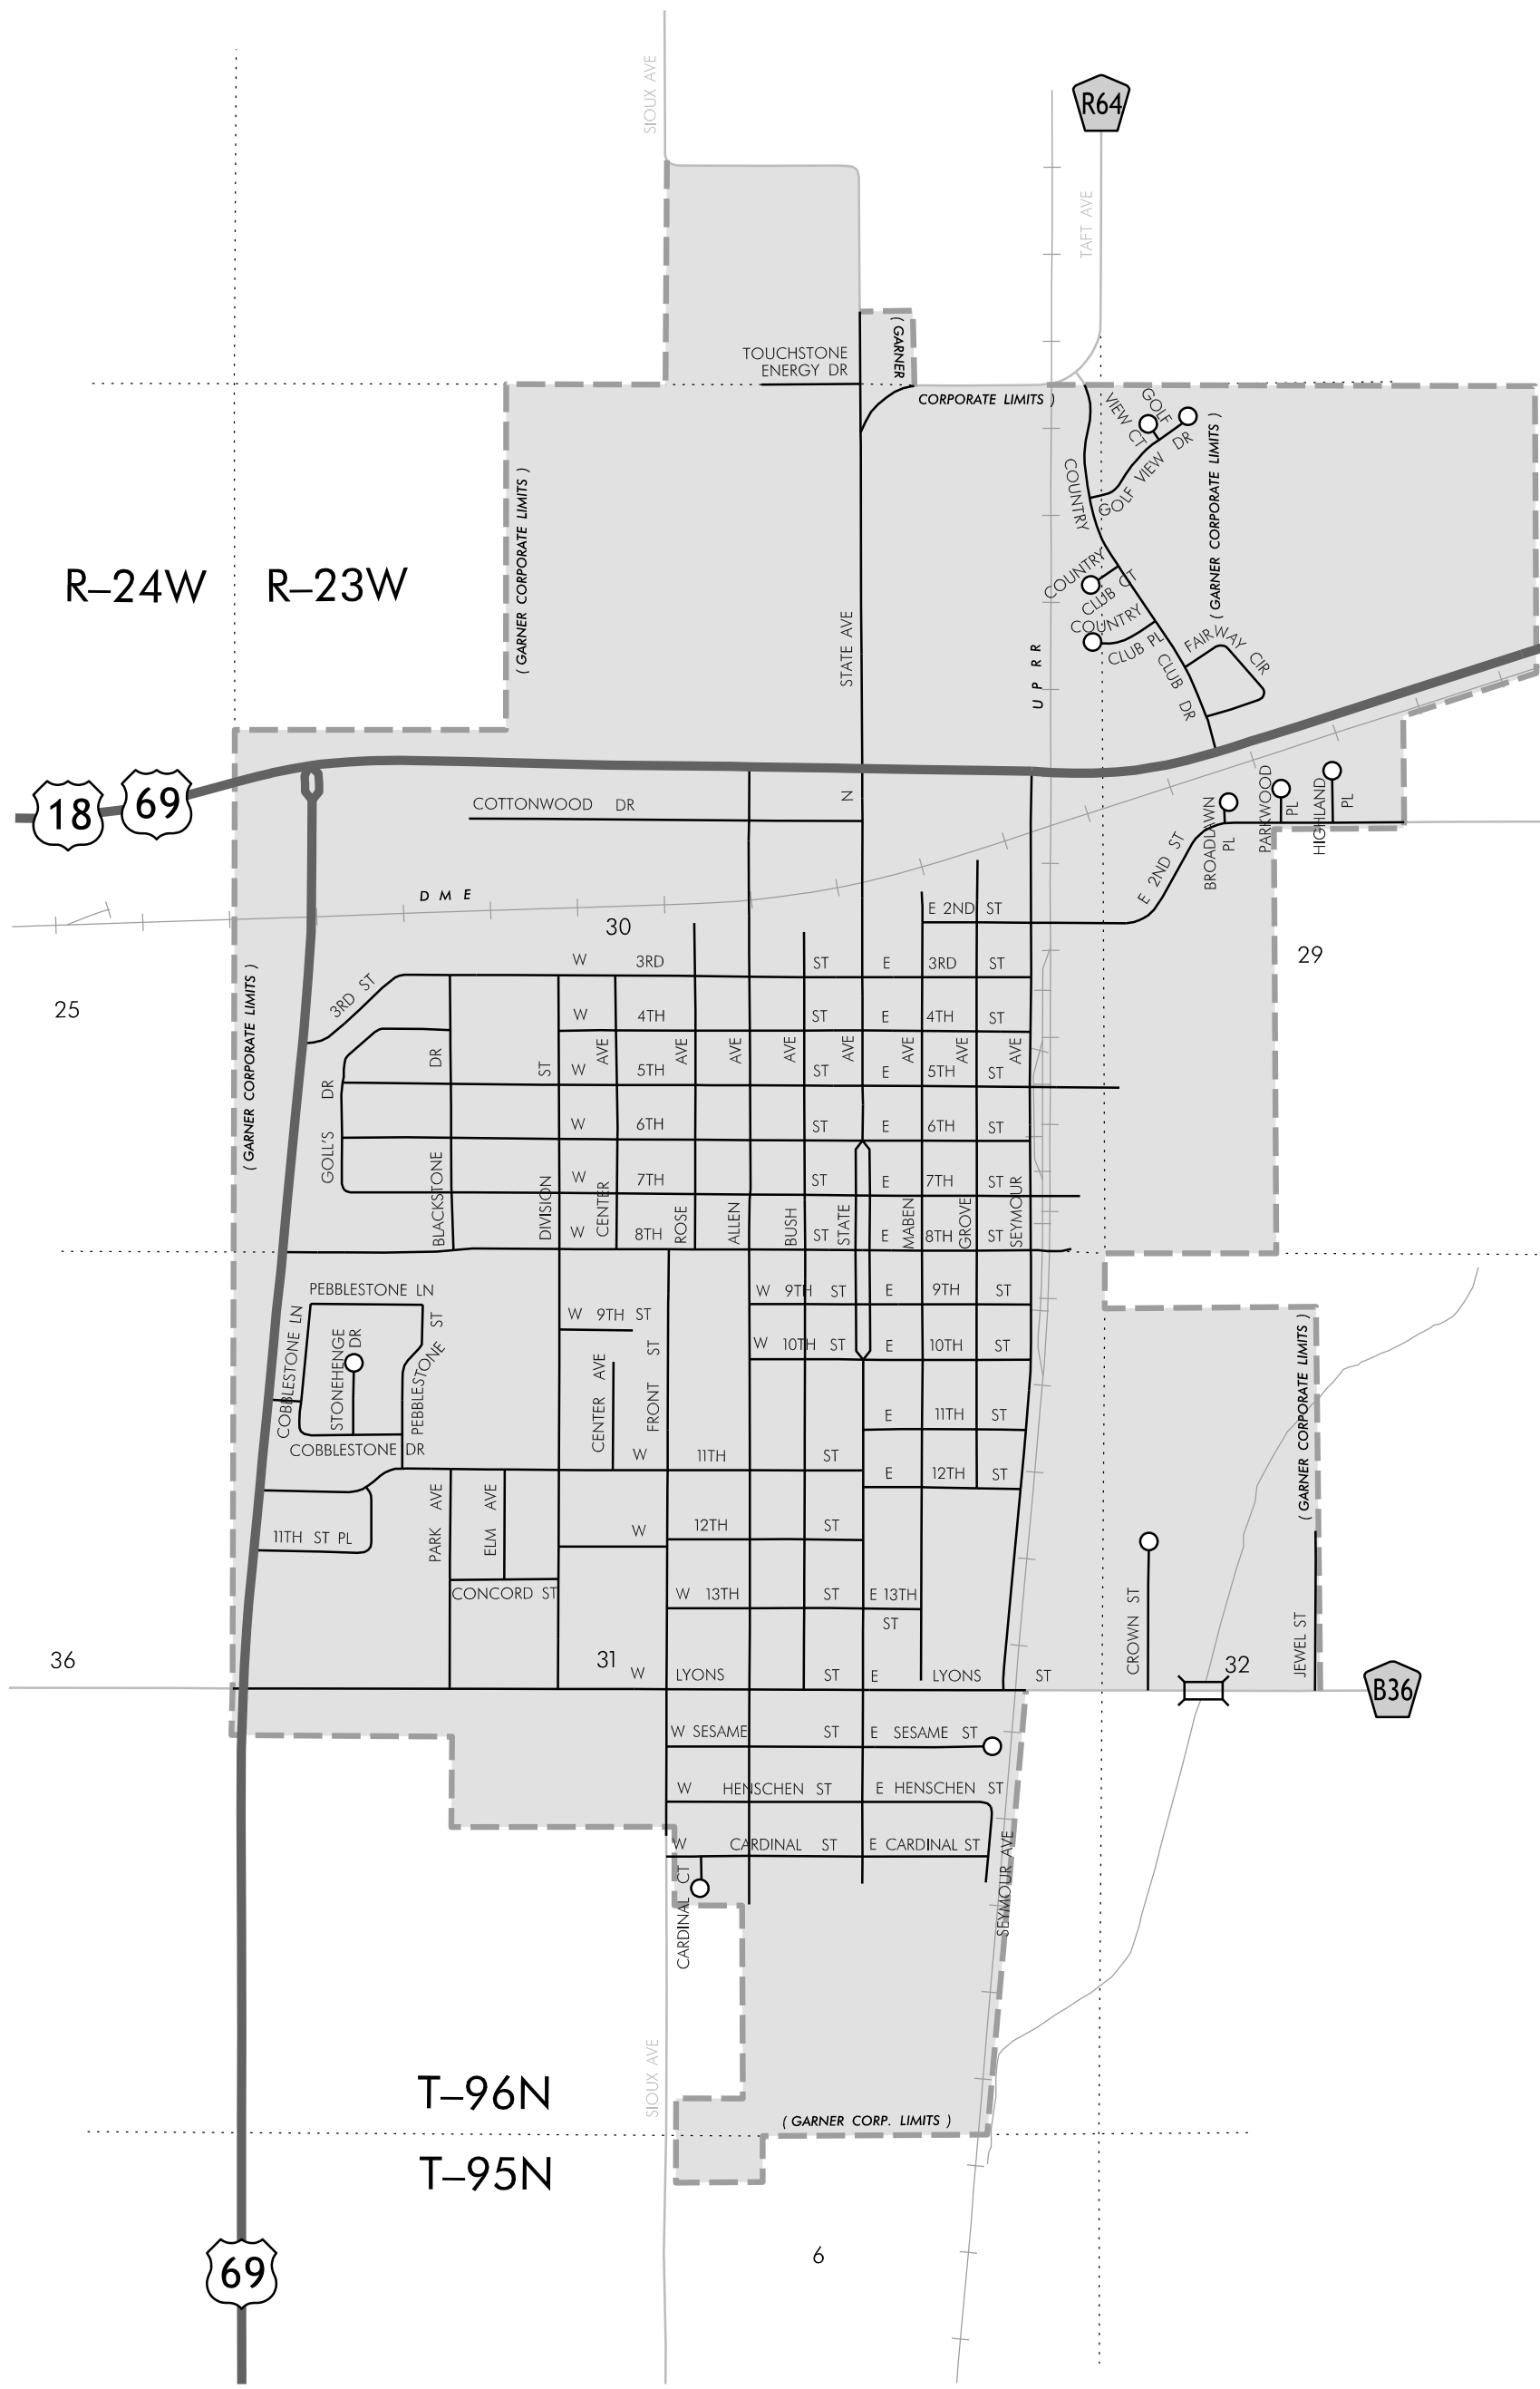 SIOUX AVE
R64
TAFT AVE
TOUCHSTONE
ENERGY DR
( GARNER
CORPORATE LIMITS )
GOLF
VIEW CT
GOLF VIEW DR
( GARNER CORPORATE LIMITS )
( GARNER CORPORATE LIMITS )
COUNTRY
CLUB DR
COUNTRY
CLUB CT
COUNTRY
CLUB PL
FAIRWAY CIR
R–24W
R–23W
N STATE AVE
U P R R
18
69
COTTONWOOD DR
BROADLAWN
PL
PARKWOOD
PL
HIGHLAND
PL
E 2ND ST
D M E
E 2ND ST
30
29
25
( GARNER CORPORATE LIMITS )
3RD ST
W 3RD ST E 3RD ST
W 4TH ST E 4TH ST
W 5TH ST E 5TH ST
W 6TH ST E 6TH ST
W 7TH ST E 7TH ST
W 8TH ST E 8TH ST
GOLL'S DR
BLACKSTONE DR
DIVISION ST
CENTER AVE
ROSE AVE
ALLEN AVE
BUSH AVE
STATE AVE
MABEN AVE
GROVE AVE
SEYMOUR AVE
PEBBLESTONE LN
COBBLESTONE LN
STONEHENGE
DR
PEBBLESTONE ST
COBBLESTONE DR
W 9TH ST
W 9TH ST E 9TH ST
W 10TH ST E 10TH ST
CENTER AVE
FRONT ST
E 11TH ST
W 11TH ST
E 12TH ST
( GARNER CORPORATE LIMITS )
11TH ST PL
PARK AVE
ELM AVE
W 12TH ST
CONCORD ST
W 13TH ST E 13TH
ST
CROWN ST
JEWEL ST
36
31
32
W LYONS ST E LYONS ST
B36
W SESAME ST E SESAME ST
W HENSCHEN ST E HENSCHEN ST
W CARDINAL ST E CARDINAL ST
CARDINAL CT
SEYMOUR AVE
SIOUX AVE
T–96N
( GARNER CORP. LIMITS )
T–95N
6
69